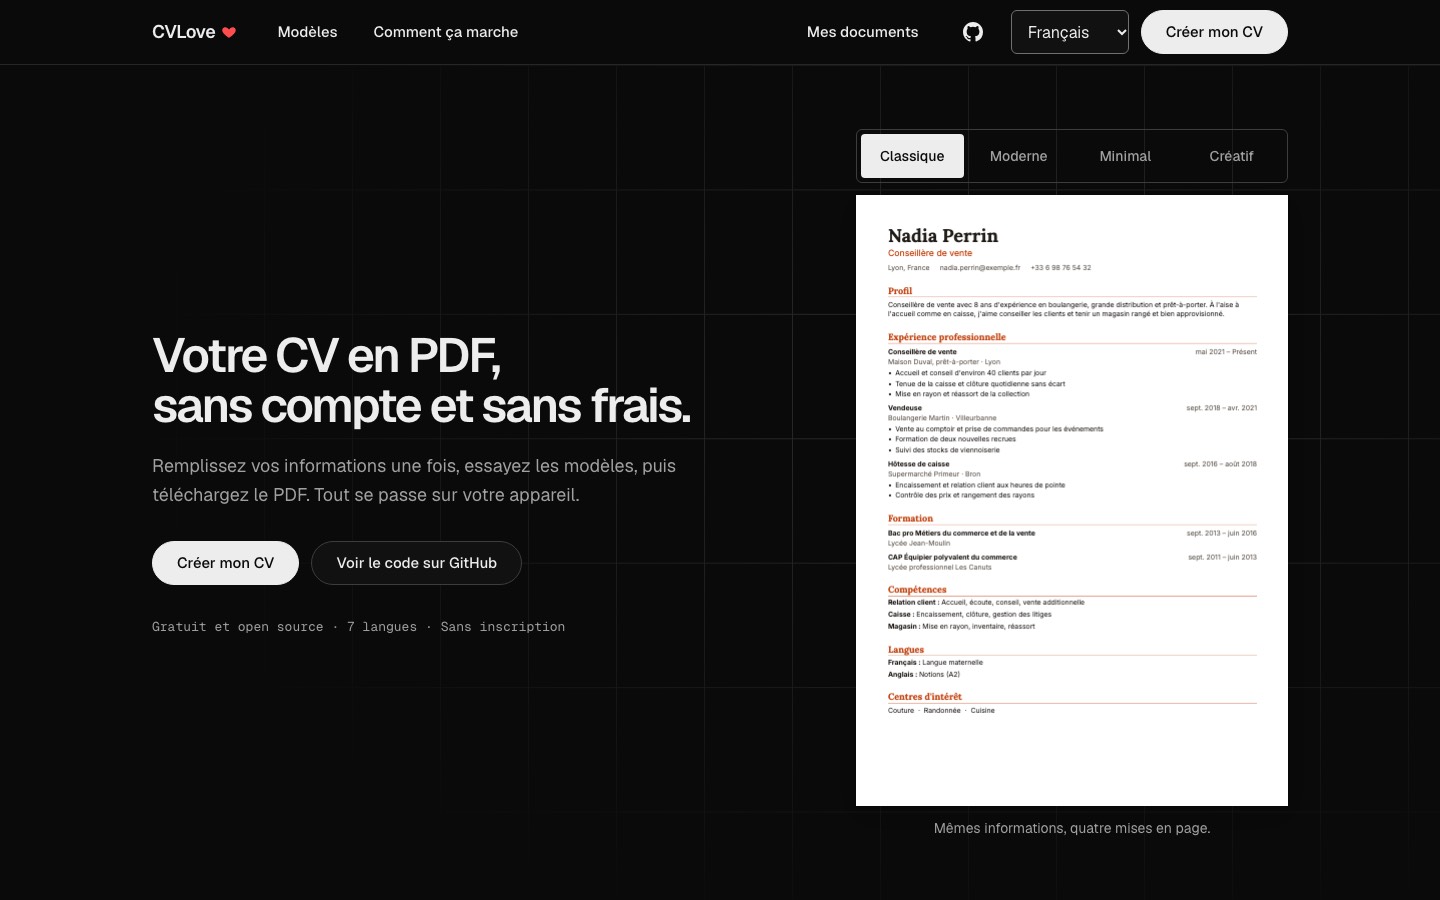 CVLove
Modèles
Comment ça marche
Mes documents
Français
Créer mon CV
Votre CV en PDF,
sans compte et sans frais.
Remplissez vos informations une fois, essayez les modèles, puis
téléchargez le PDF. Tout se passe sur votre appareil.
Créer mon CV
Voir le code sur GitHub
Gratuit et open source · 7 langues · Sans inscription
Classique
Moderne
Minimal
Créatif
Nadia Perrin
Conseillère de vente
Lyon, France nadia.perrin@exemple.fr +33 6 98 76 54 32
Profil
Conseillère de vente avec 8 ans d'expérience en boulangerie, grande distribution et prêt-à-porter. À l'aise à
l'accueil comme en caisse, j'aime conseiller les clients et tenir un magasin rangé et bien approvisionné.
Expérience professionnelle
Conseillère de vente mai 2021 – Présent
Maison Duval, prêt-à-porter · Lyon
• Accueil et conseil d'environ 40 clients par jour
• Tenue de la caisse et clôture quotidienne sans écart
• Mise en rayon et réassort de la collection
Vendeuse sept. 2018 – avr. 2021
Boulangerie Martin · Villeurbanne
• Vente au comptoir et prise de commandes pour les événements
• Formation de deux nouvelles recrues
• Suivi des stocks de viennoiserie
Hôtesse de caisse sept. 2016 – août 2018
Supermarché Primeur · Bron
• Encaissement et relation client aux heures de pointe
• Contrôle des prix et rangement des rayons
Formation
Bac pro Métiers du commerce et de la vente sept. 2013 – juin 2016
Lycée Jean-Moulin
CAP Équipier polyvalent du commerce sept. 2011 – juin 2013
Lycée professionnel Les Canuts
Compétences
Relation client : Accueil, écoute, conseil, vente additionnelle
Caisse : Encaissement, clôture, gestion des litiges
Magasin : Mise en rayon, inventaire, réassort
Langues
Français : Langue maternelle
Anglais : Notions (A2)
Centres d'intérêt
Couture · Randonnée · Cuisine
Mêmes informations, quatre mises en page.